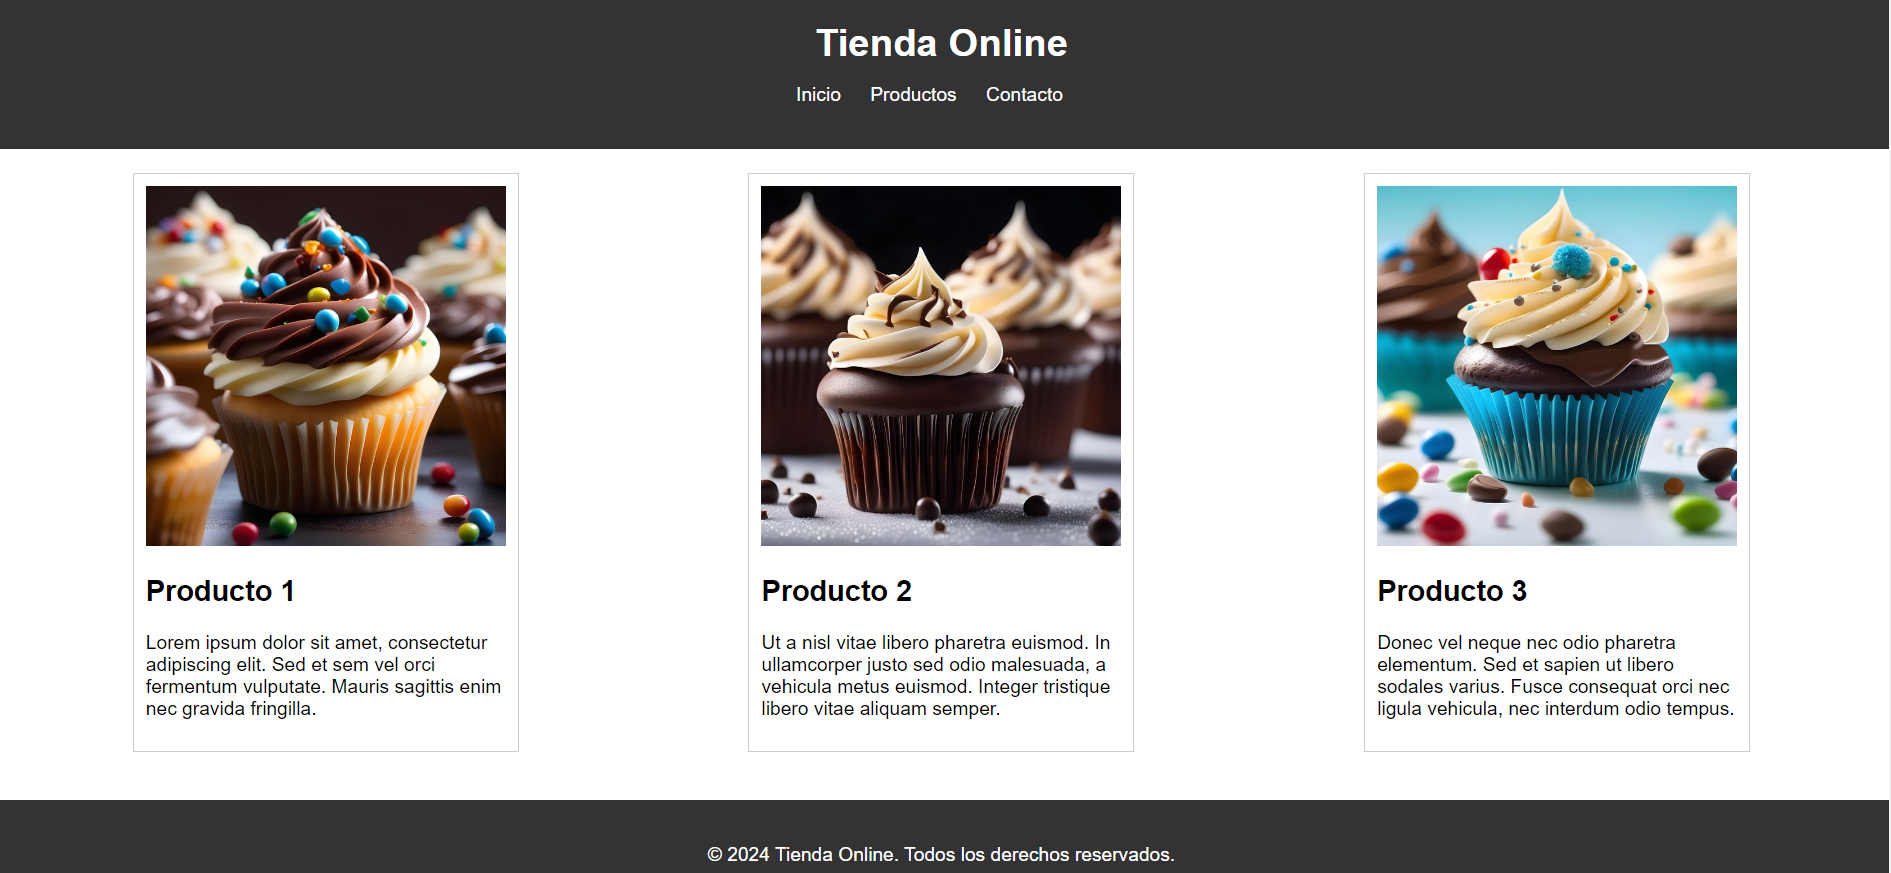 Tienda Online
Inicio Productos Contacto
Producto 1
Lorem ipsum dolor sit amet, consectetur
adipiscing elit. Sed et sem vel orci
fermentum vulputate. Mauris sagittis enim
nec gravida fringilla.
Producto 2
Ut a nisl vitae libero pharetra euismod. In
ullamcorper justo sed odio malesuada, a
vehicula metus euismod. Integer tristique
libero vitae aliquam semper.
Producto 3
Donec vel neque nec odio pharetra
elementum. Sed et sapien ut libero
sodales varius. Fusce consequat orci nec
ligula vehicula, nec interdum odio tempus.
© 2024 Tienda Online. Todos los derechos reservados.